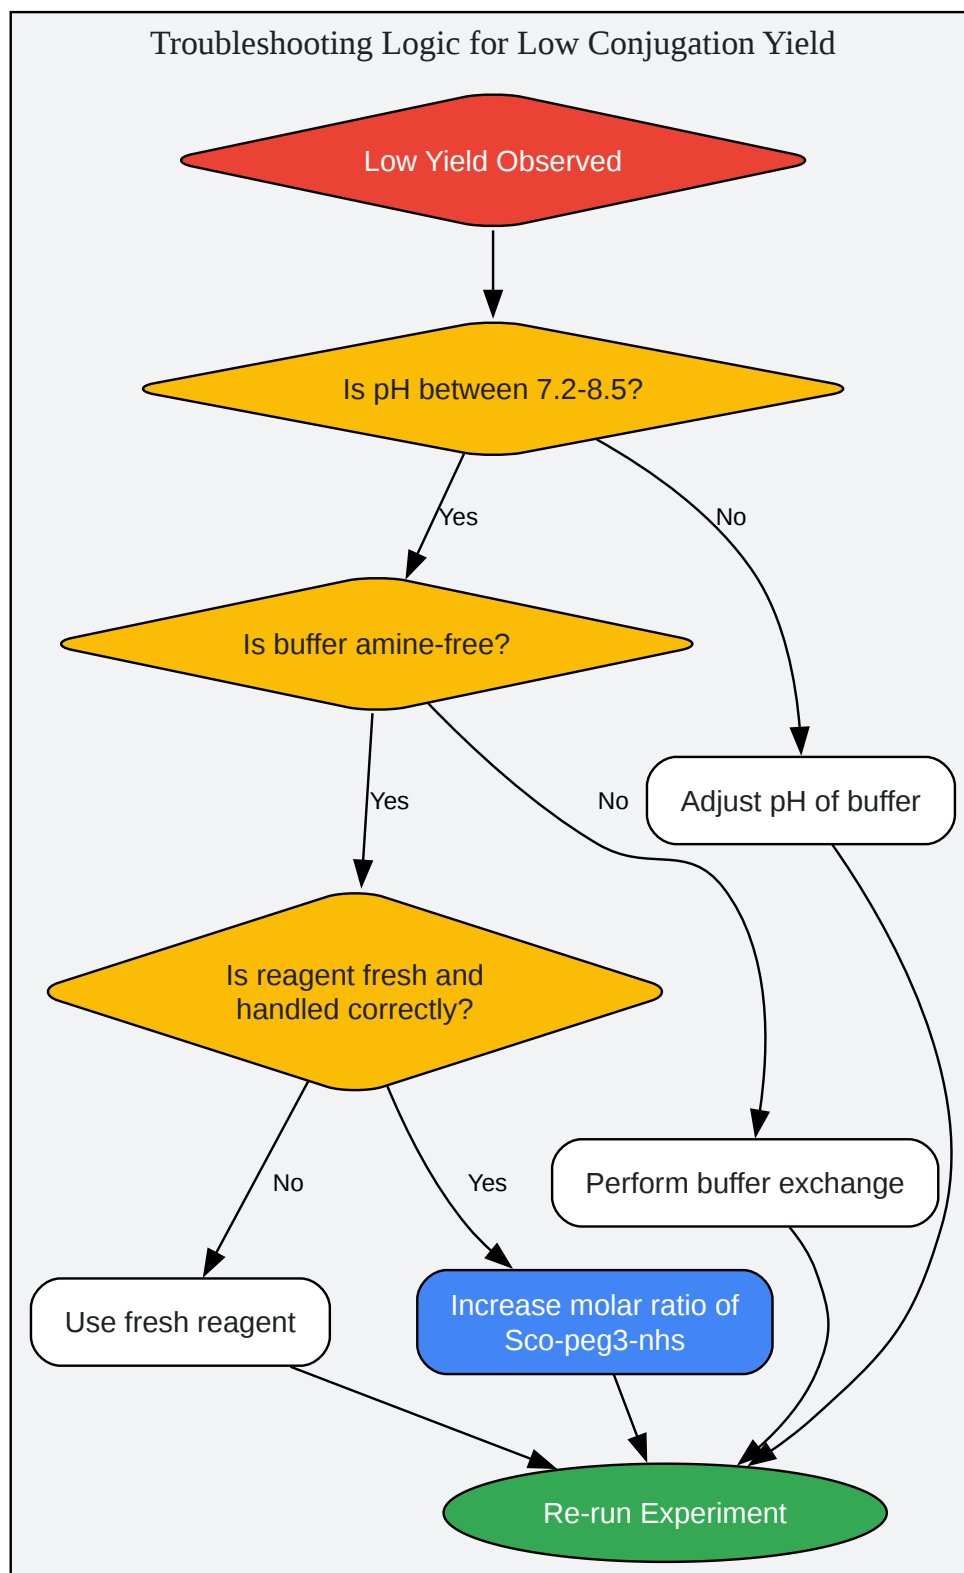 Troubleshooting Logic for Low Conjugation Yield
Low Yield Observed
Is pH between 7.2-8.5?
Yes
No
Is buffer amine-free?
Yes
No
Adjust pH of buffer
Is reagent fresh and
handled correctly?
No
Yes
Perform buffer exchange
Use fresh reagent
Increase molar ratio of
Sco-peg3-nhs
Re-run Experiment